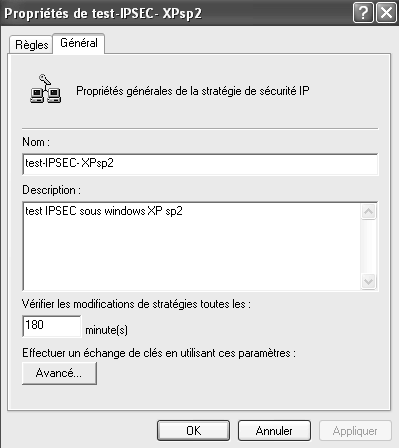 Propriétés de test-IPSEC- XPsp2
Règles
Général
Propriétés générales de la stratégie de sécurité IP
Nom :
test-IPSEC- XPsp2
Description :
test IPSEC sous windows XP sp2
Vérifier les modifications de stratégies toutes les :
180
minute(s)
Effectuer un échange de clés en utilisant ces paramètres :
Avancé...
OK
Annuler
Appliquer